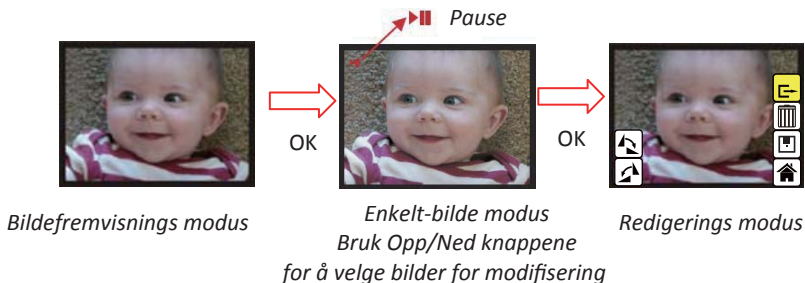 Pause
OK
OK
Bildefremvisnings modus
Enkelt-bilde modus
Bruk Opp/Ned knappene
for å velge bilder for modifisering
Redigerings modus